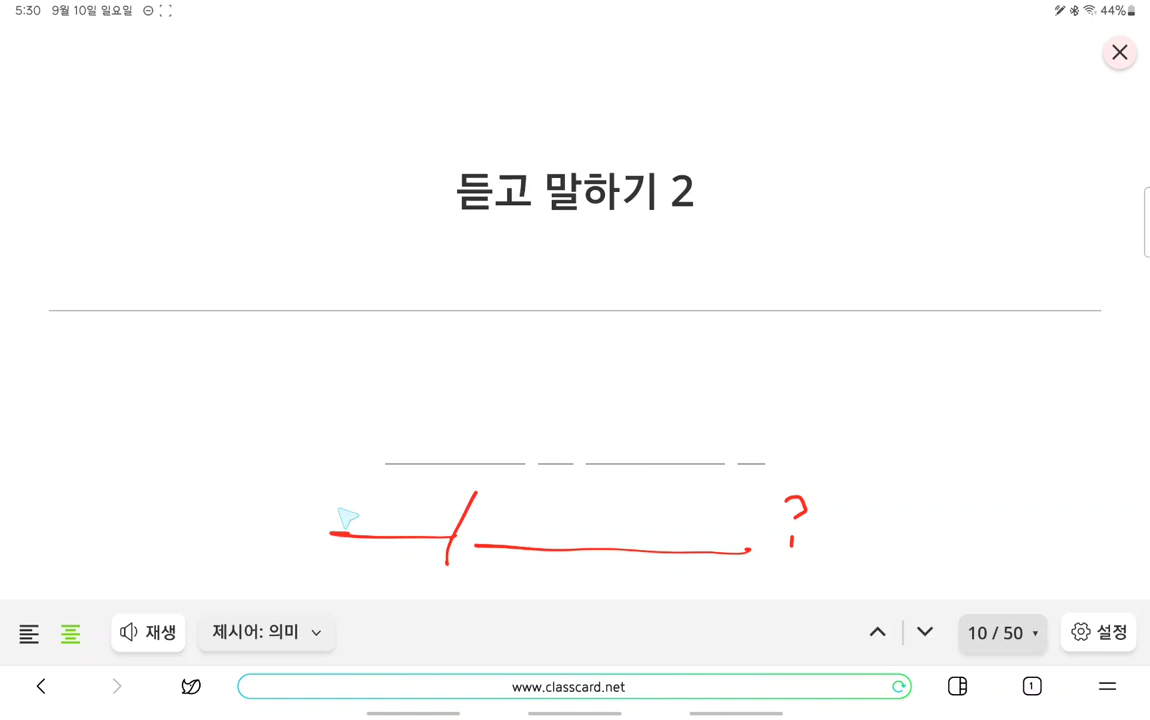 5:30 9월 10일 일요일 44%
듣고 말하기 2
?
재생 제시어: 의미 10 / 50 설정
www.classcard.net 1